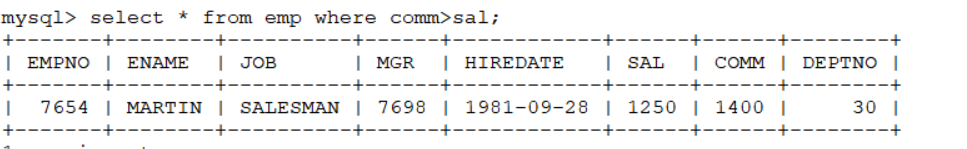 mysql> select * from emp where comm>sal;
+-------+--------+----------+------+------------+------+------+--------+
| EMPNO | ENAME  | JOB      | MGR  | HIREDATE   | SAL  | COMM | DEPTNO |
+-------+--------+----------+------+------------+------+------+--------+
|  7654 | MARTIN | SALESMAN | 7698 | 1981-09-28 | 1250 | 1400 |     30 |
+-------+--------+----------+------+------------+------+------+--------+